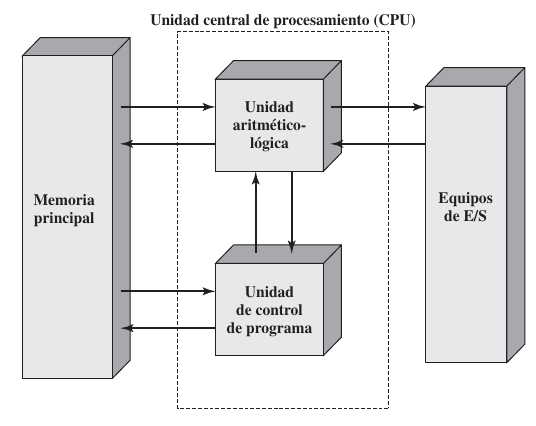 Unidad central de procesamiento (CPU)
Unidad
aritmético-
lógica
Memoria
principal
Equipos
de E/S
Unidad
de control
de programa